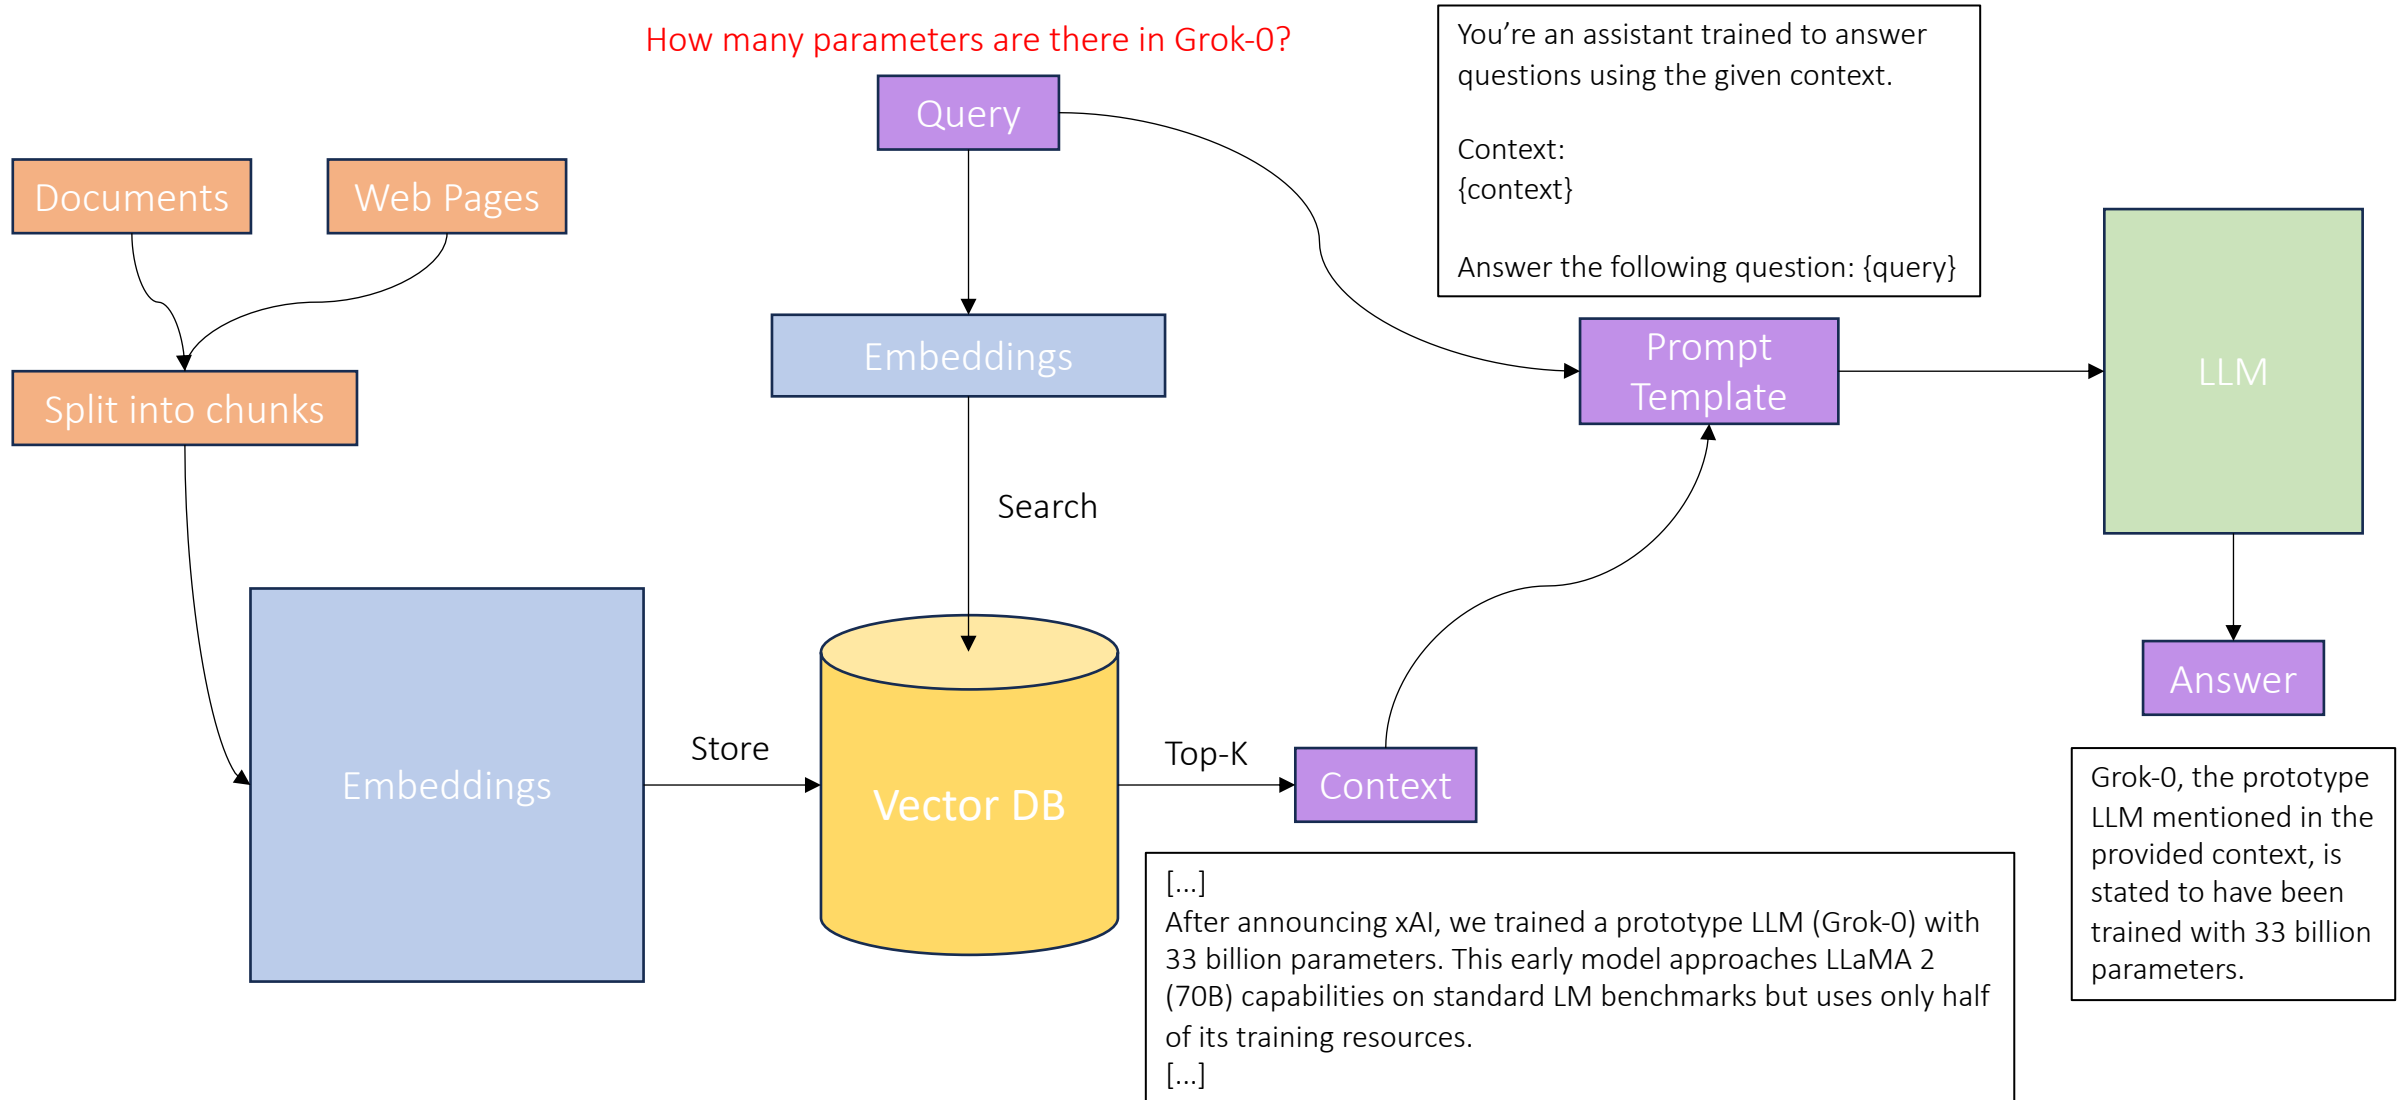 How many parameters are there in Grok-0?
You’re an assistant trained to answer
questions using the given context.
Context:
{context}
Answer the following question: {query}
Query
Documents
Web Pages
Embeddings
Prompt
Template
LLM
Split into chunks
Search
Embeddings
Store
Vector DB
Top-K
Context
Answer
[...]
After announcing xAI, we trained a prototype LLM (Grok-0) with
33 billion parameters. This early model approaches LLaMA 2
(70B) capabilities on standard LM benchmarks but uses only half
of its training resources.
[...]
Grok-0, the prototype
LLM mentioned in the
provided context, is
stated to have been
trained with 33 billion
parameters.